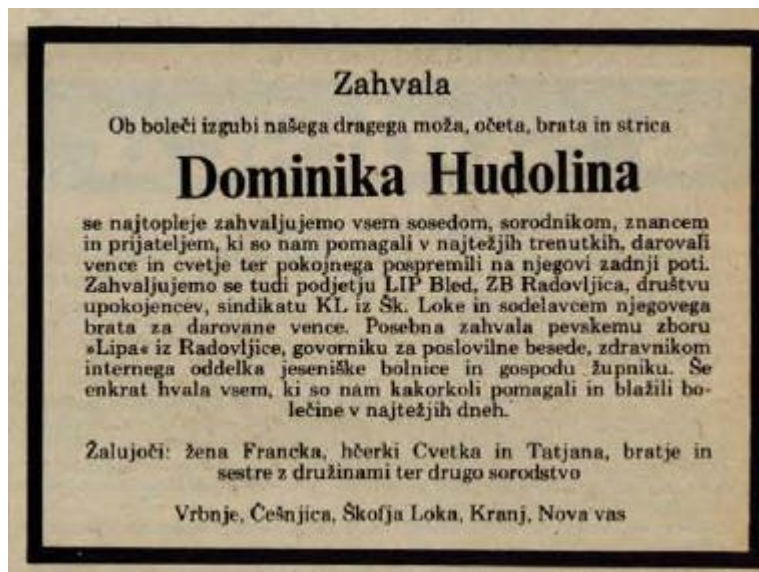 Zahvala
Ob boleči izgubi našega dragega moža, očeta, brata in strica
Dominika Hudolina
se najtopleje zahvaljujemo vsem sosedom, sorodnikom, znancem
in prijateljem, ki so nam pomagali v najtežjih trenutkih, darovali
vence in cvetje ter pokojnega pospremili na njegovi zadnji poti.
Zahvaljujemo se tudi podjetju LIP Bled, ZB Radovljica, društvu
upokojencev, sindikatu KL iz Šk. Loke in sodelavcem njegovega
brata za darovane vence. Posebna zahvala pevskemu zboru
»Lipa« iz Radovljice, govorniku za poslovilne besede, zdravnikom
internega oddelka jeseniške bolnice in gospodu župniku. Še
enkrat hvala vsem, ki so nam kakorkoli pomagali in blažili bo-
lečine v najtežjih dneh.
Žalujoči: žena Francka, hčerki Cvetka in Tatjana, bratje in
sestre z družinami ter drugo sorodstvo
Vrbnje, Češnjica, Škofja Loka, Kranj, Nova vas